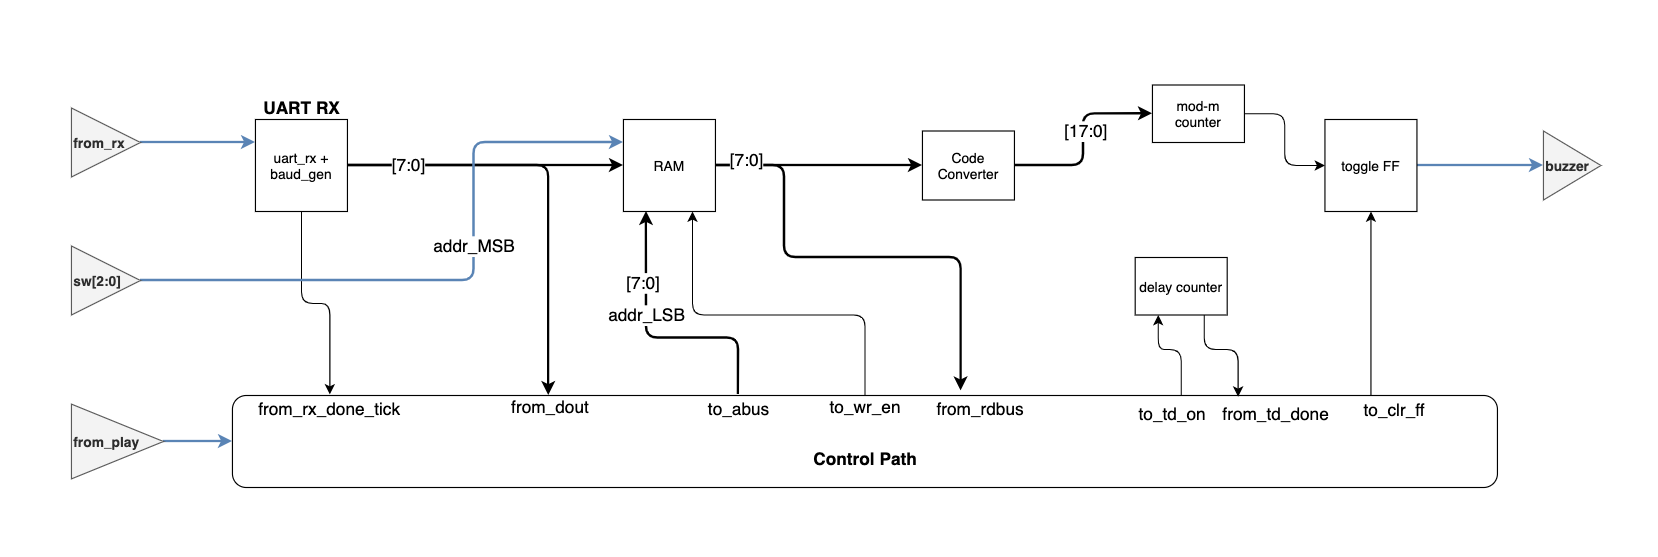 UART RX
mod-m
counter
[17:0]
from_rx
uart_rx +
baud_gen
[7:0]
RAM
[7:0]
Code
Converter
toggle FF
buzzer
addr_MSB
sw[2:0]
[7:0]
delay counter
addr_LSB
from_rx_done_tick
from_dout
to_abus
to_wr_en
from_rdbus
to_td_on
from_td_done
to_clr_ff
from_play
Control Path